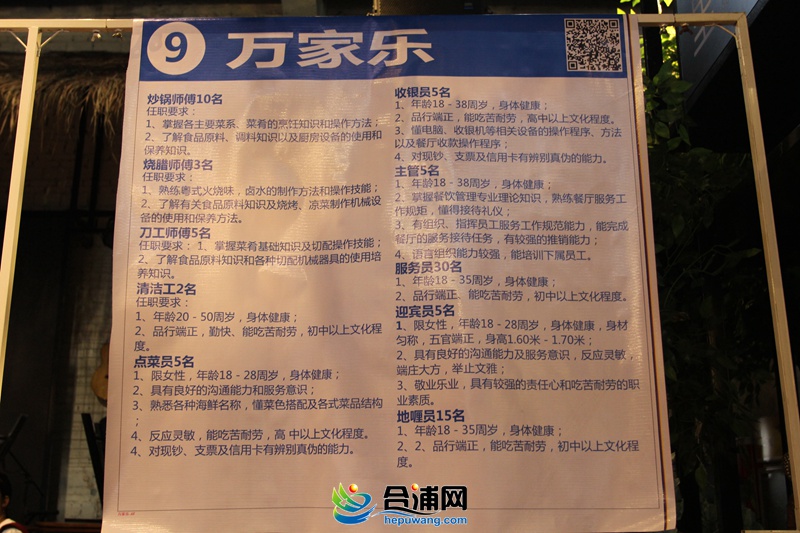 9 万家乐
炒锅师傅10名
任职要求：
1、掌握各主要菜系、菜肴的烹饪知识和操作方法；
2、了解食品原料、调料知识以及厨房设备的使用和
保养知识。
烧腊师傅3名
任职要求：
1、熟练粤式火烧味，卤水的制作方法和操作技能；
2、了解有关食品原料知识及烧烤、凉菜制作机械设
备的使用和保养方法。
刀工师傅5名
任职要求：1、掌握菜肴基础知识及切配操作技能；
2、了解食品原料知识和各种切配机械器具的使用培
养知识。
清洁工2名
任职要求：
1、年龄20-50周岁，身体健康；
2、品行端正，勤快、能吃苦耐劳，初中以上文化程
度。
点菜员5名
1、限女性，年龄18-28周岁，身体健康；
2、具有良好的沟通能力和服务意识；
3、熟悉各种海鲜名称，懂菜色搭配及各式菜品结构
；
4、反应灵敏，能吃苦耐劳，高 中以上文化程度。
4、对现钞、支票及信用卡有辨别真伪的能力。
收银员5名
1、年龄18-38周岁，身体健康；
2、品行端正，能吃苦耐劳，高中以上文化程度。
3、懂电脑、收银机等相关设备的操作程序、方法
以及餐厅收款操作程序；
4、对现钞、支票及信用卡有辨别真伪的能力。
主管5名
1、年龄18-38周岁，身体健康；
2、掌握餐饮管理专业理论知识，熟练餐厅服务工
作规矩，懂得接待礼仪；
3、有组织、指挥员工服务工作规范能力，能完成
餐厅的服务接待任务，有较强的推销能力；
4、语言组织能力较强，能培训下属员工。
服务员30名
1、年龄18-35周岁，身体健康；
2、品行端正、能吃苦耐劳，初中以上文化程度。
迎宾员5名
1、限女性，年龄18-28周岁，身体健康，身材
匀称，五官端正，身高1.60米-1.70米；
2、具有良好的沟通能力及服务意识，反应灵敏，
端庄大方，举止文雅；
3、敬业乐业，具有较强的责任心和吃苦耐劳的职
业素质。
地喱员15名
1、年龄18-35周岁，身体健康；
2、2、品行端正，能吃苦耐劳，初中以上文化程
度。
合浦网
hepuwang.com